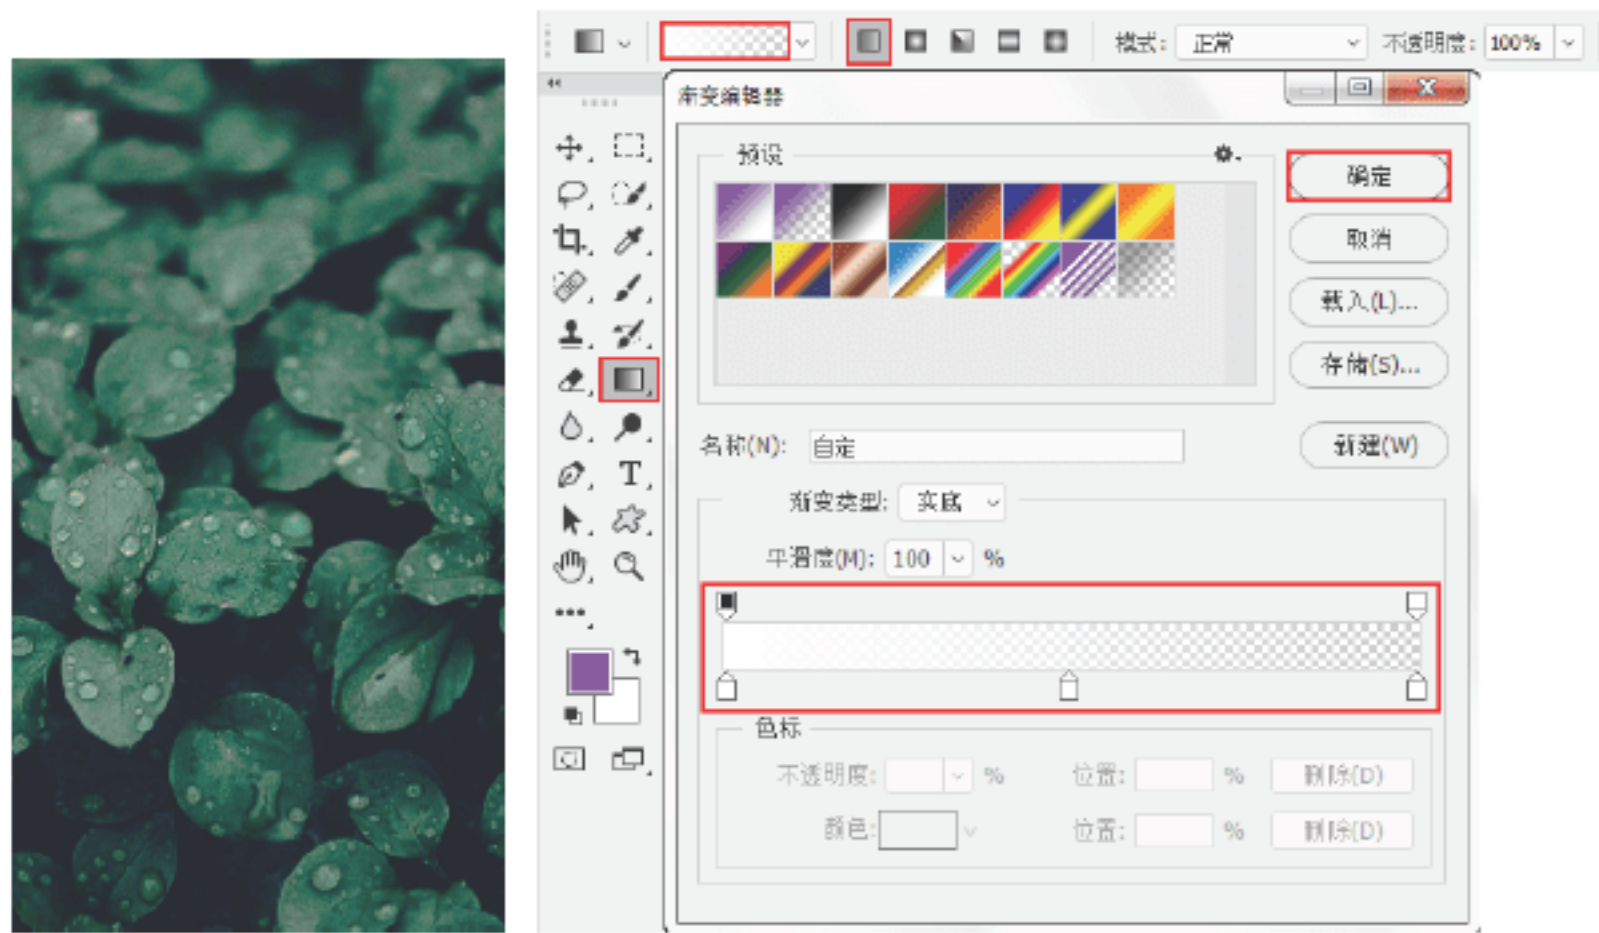 模式: 正常 不透明度: 100%
渐变编辑器
预设
确定
取消
载入(L)...
存储(S)...
名称(N): 自定
新建(W)
渐变类型: 实底
平滑度(M): 100 %
色标
不透明度: % 位置: % 删除(D)
颜色: 位置: % 删除(D)